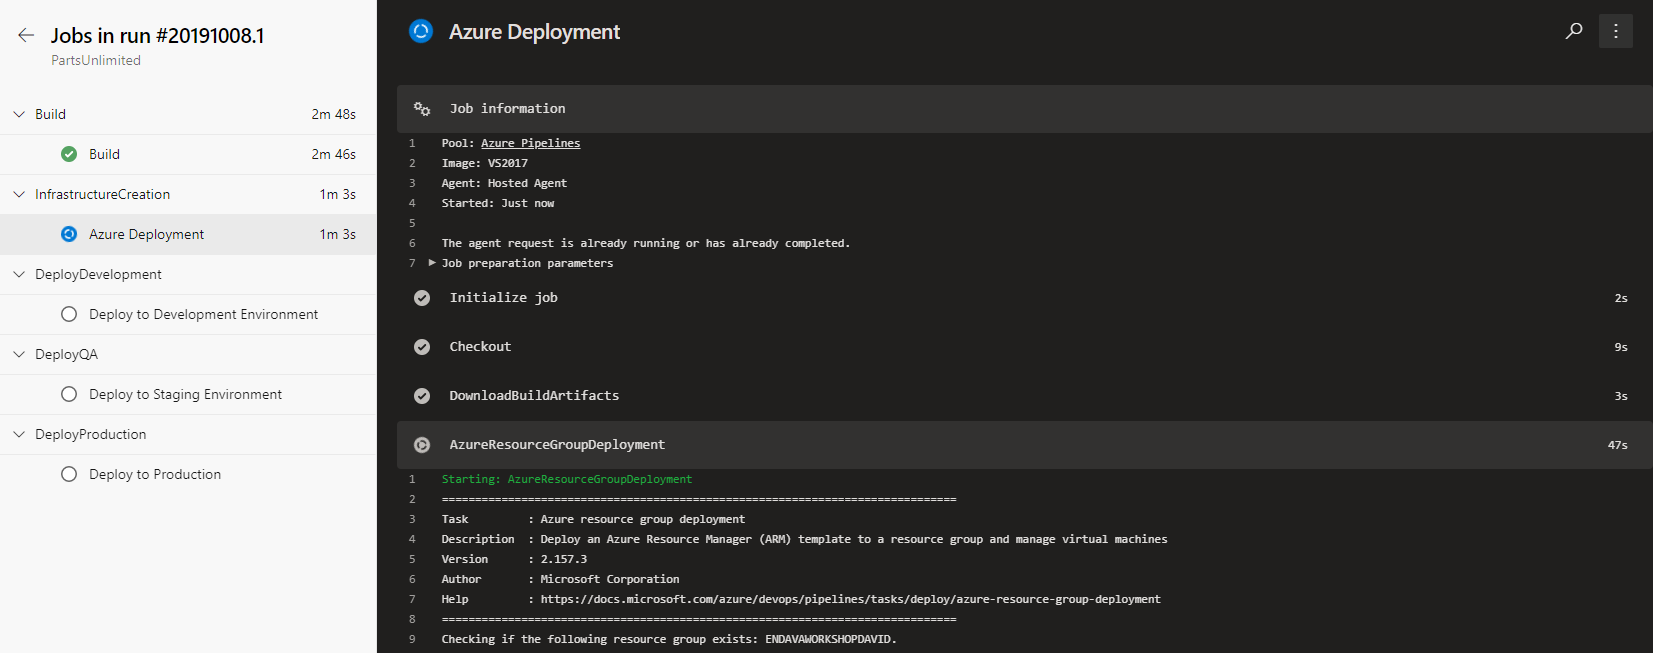 Jobs in run #20191008.1
PartsUnlimited
Build 2m 48s
Build 2m 46s
InfrastructureCreation 1m 3s
Azure Deployment 1m 3s
DeployDevelopment
Deploy to Development Environment
DeployQA
Deploy to Staging Environment
DeployProduction
Deploy to Production
Azure Deployment
Job information
1 Pool: Azure Pipelines
2 Image: VS2017
3 Agent: Hosted Agent
4 Started: Just now
5
6 The agent request is already running or has already completed.
7 Job preparation parameters
Initialize job 2s
Checkout 9s
DownloadBuildArtifacts 3s
AzureResourceGroupDeployment 47s
1 Starting: AzureResourceGroupDeployment
2 ==============================================================================
3 Task : Azure resource group deployment
4 Description : Deploy an Azure Resource Manager (ARM) template to a resource group and manage virtual machines
5 Version : 2.157.3
6 Author : Microsoft Corporation
7 Help : https://docs.microsoft.com/azure/devops/pipelines/tasks/deploy/azure-resource-group-deployment
8 ==============================================================================
9 Checking if the following resource group exists: ENDAVAWORKSHOPDAVID.